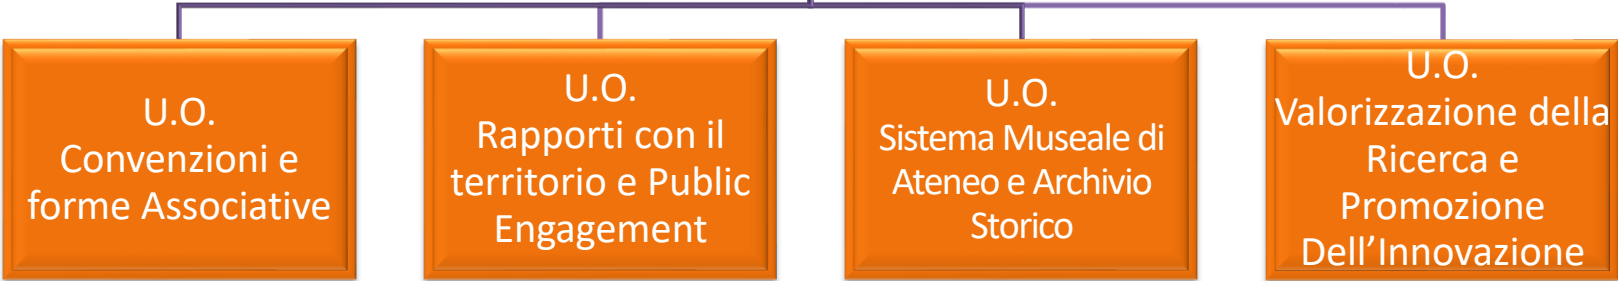 U.O.
Convenzioni e
forme Associative
U.O.
Rapporti con il
territorio e Public
Engagement
U.O.
Sistema Museale di
Ateneo e Archivio
Storico
U.O.
Valorizzazione della
Ricerca e
Promozione
Dell’Innovazione